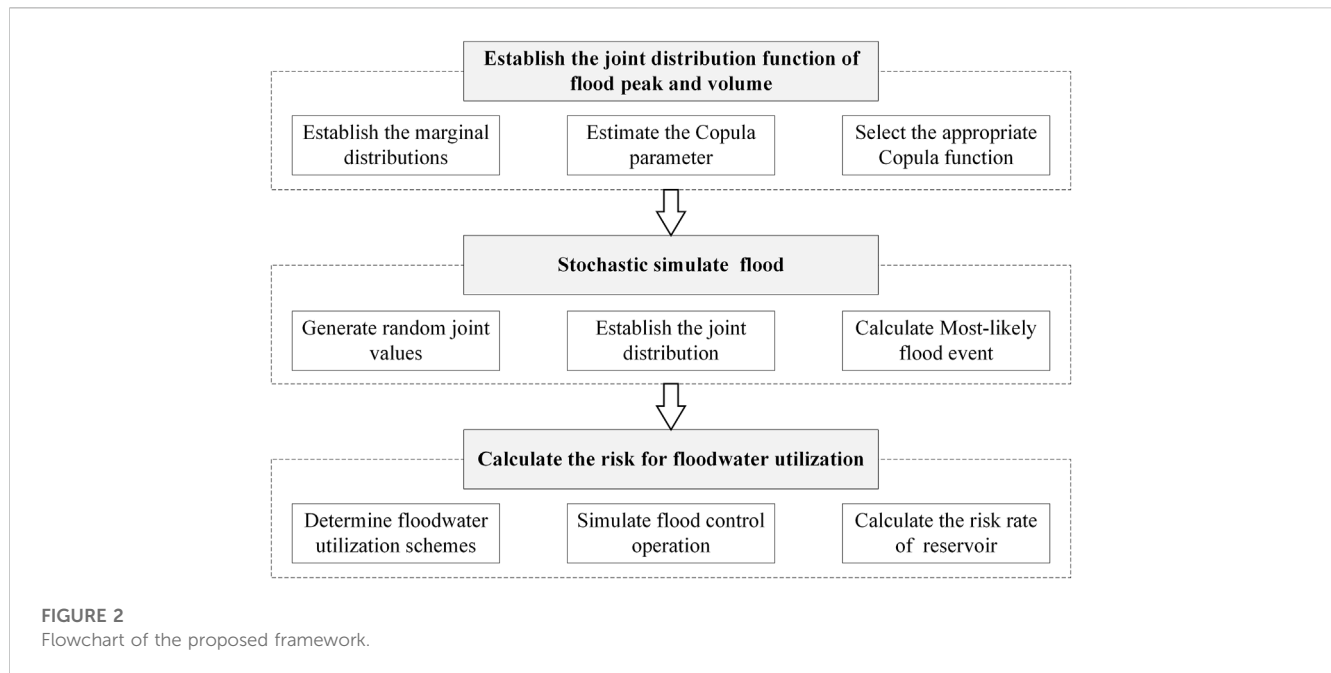 Establish the joint distribution function of
flood peak and volume
Establish the marginal
distributions
Estimate the Copula
parameter
Select the appropriate
Copula function
Stochastic simulate flood
Generate random joint
values
Establish the joint
distribution
Calculate Most-likely
flood event
Calculate the risk for floodwater utilization
Determine floodwater
utilization schemes
Simulate flood control
operation
Calculate the risk rate
of reservoir
FIGURE 2
Flowchart of the proposed framework.